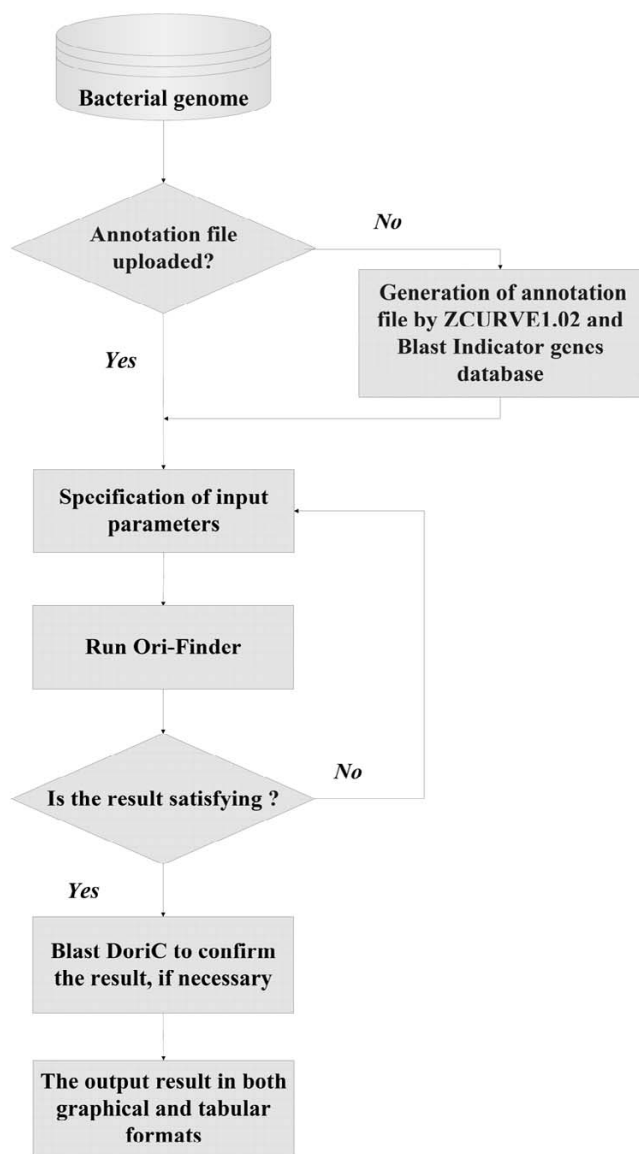 Bacterial genome
Annotation file
uploaded?
No
Generation of annotation
file by ZCURVE1.02 and
Blast Indicator genes
database
Yes
Specification of input
parameters
Run Ori-Finder
Is the result satisfying ?
No
Yes
Blast DoriC to confirm
the result, if necessary
The output result in both
graphical and tabular
formats